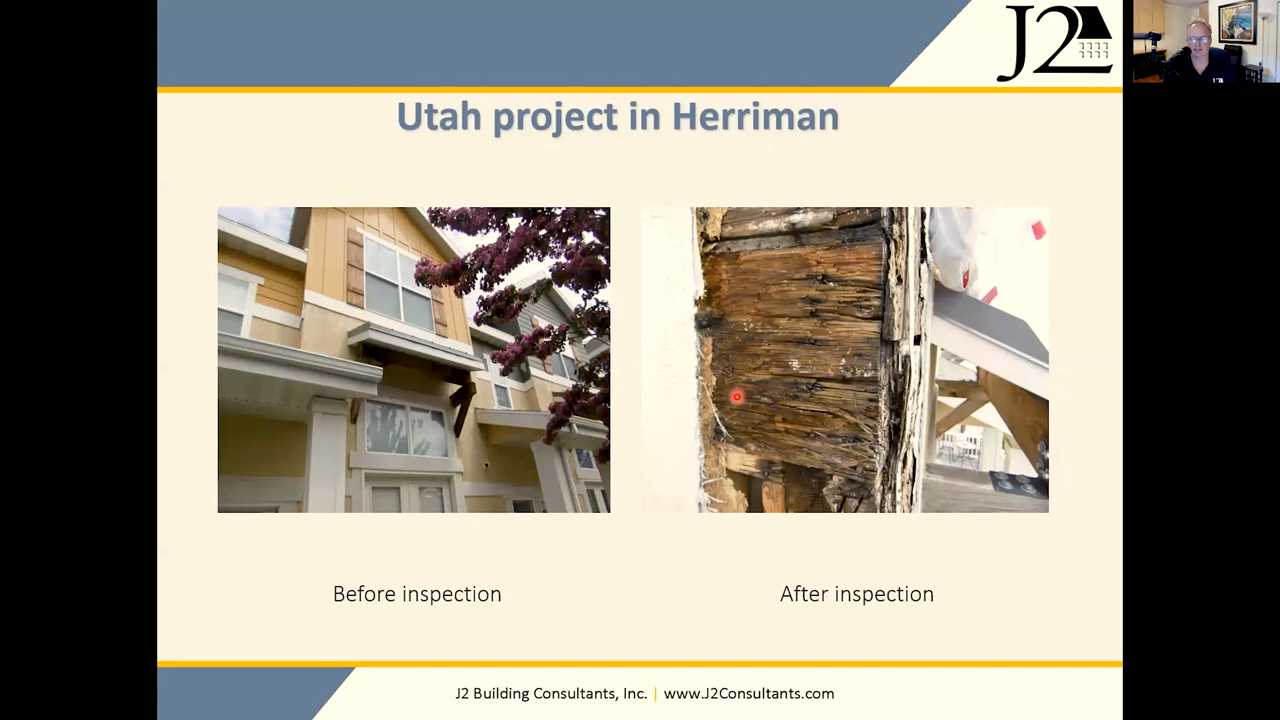 J2
Utah project in Herriman
Before inspection
After inspection
J2 Building Consultants, Inc. | www.J2Consultants.com